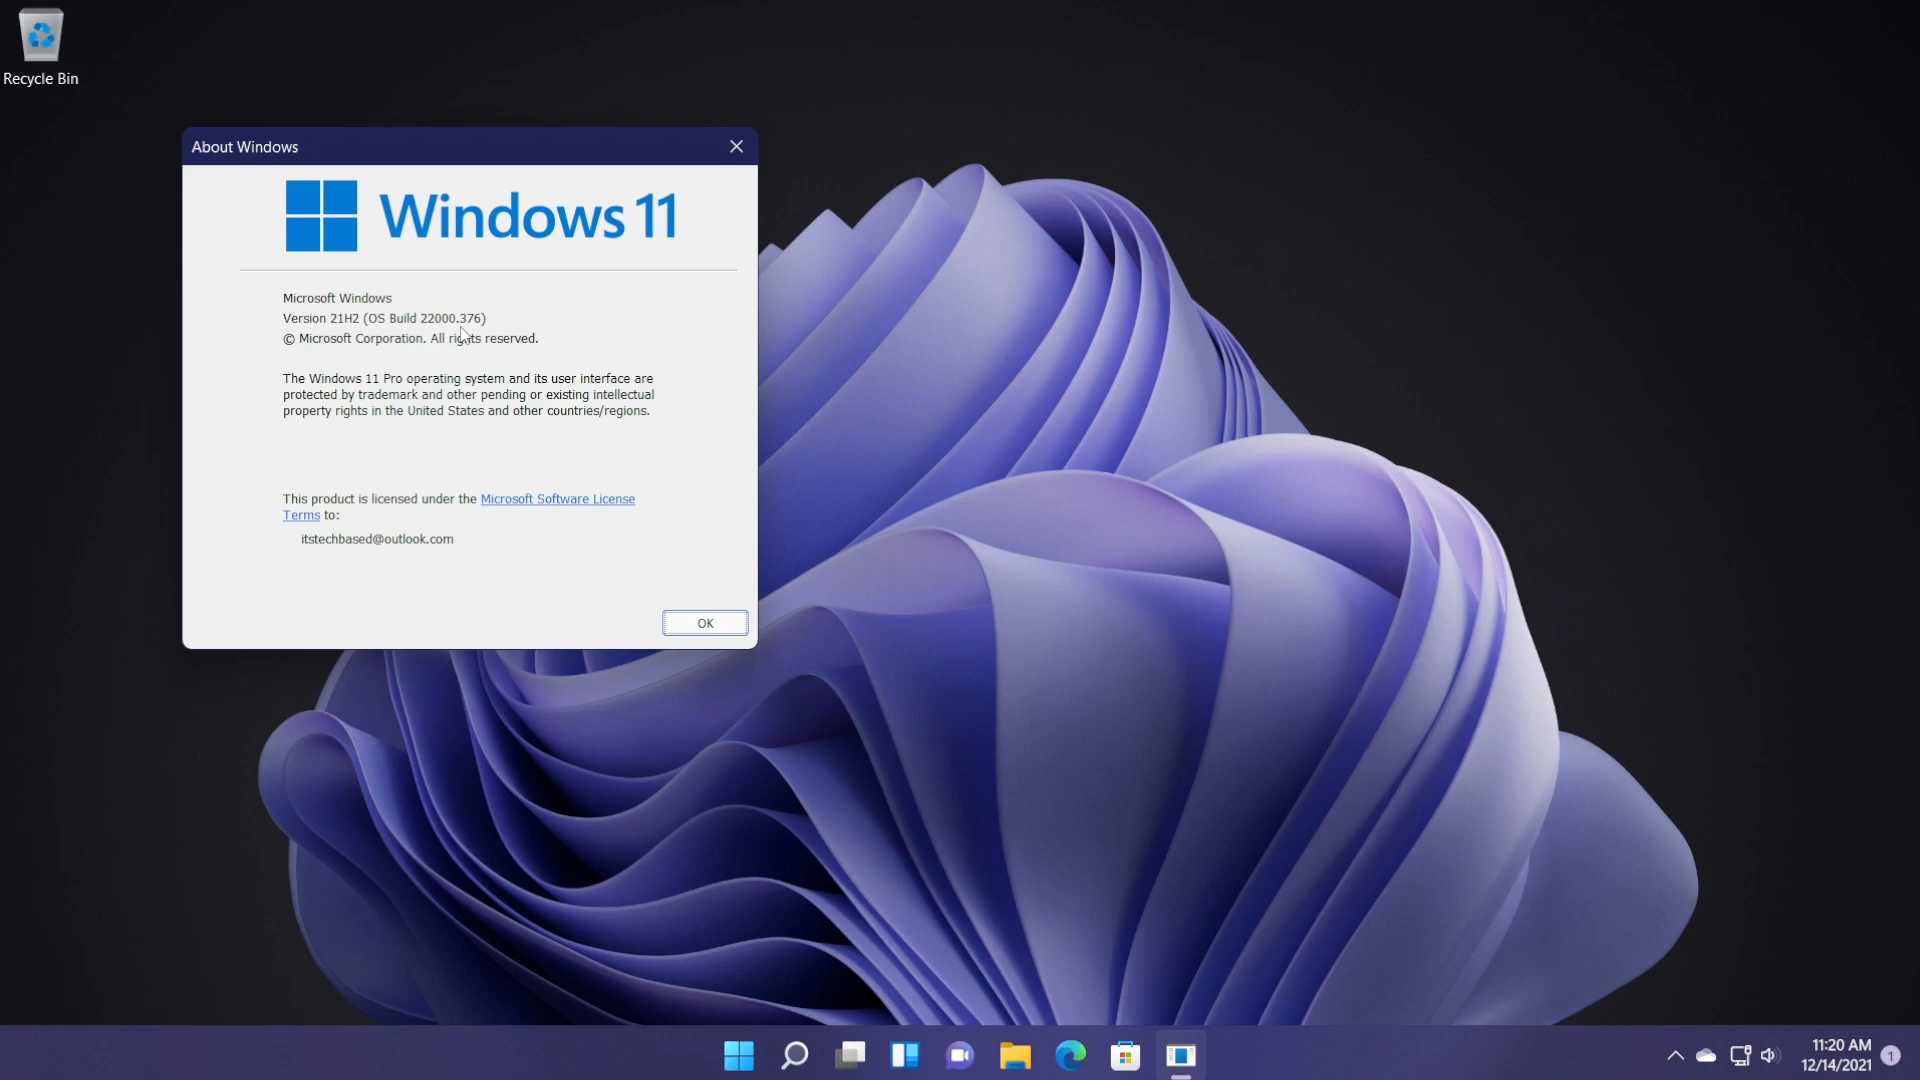 Recycle Bin
About Windows
Windows 11
Microsoft Windows
Version 21H2 (OS Build 22000.376)
© Microsoft Corporation. All rights reserved.
The Windows 11 Pro operating system and its user interface are
protected by trademark and other pending or existing intellectual
property rights in the United States and other countries/regions.
This product is licensed under the Microsoft Software License
Terms to:
itstechbased@outlook.com
OK
11:20 AM
12/14/2021
1